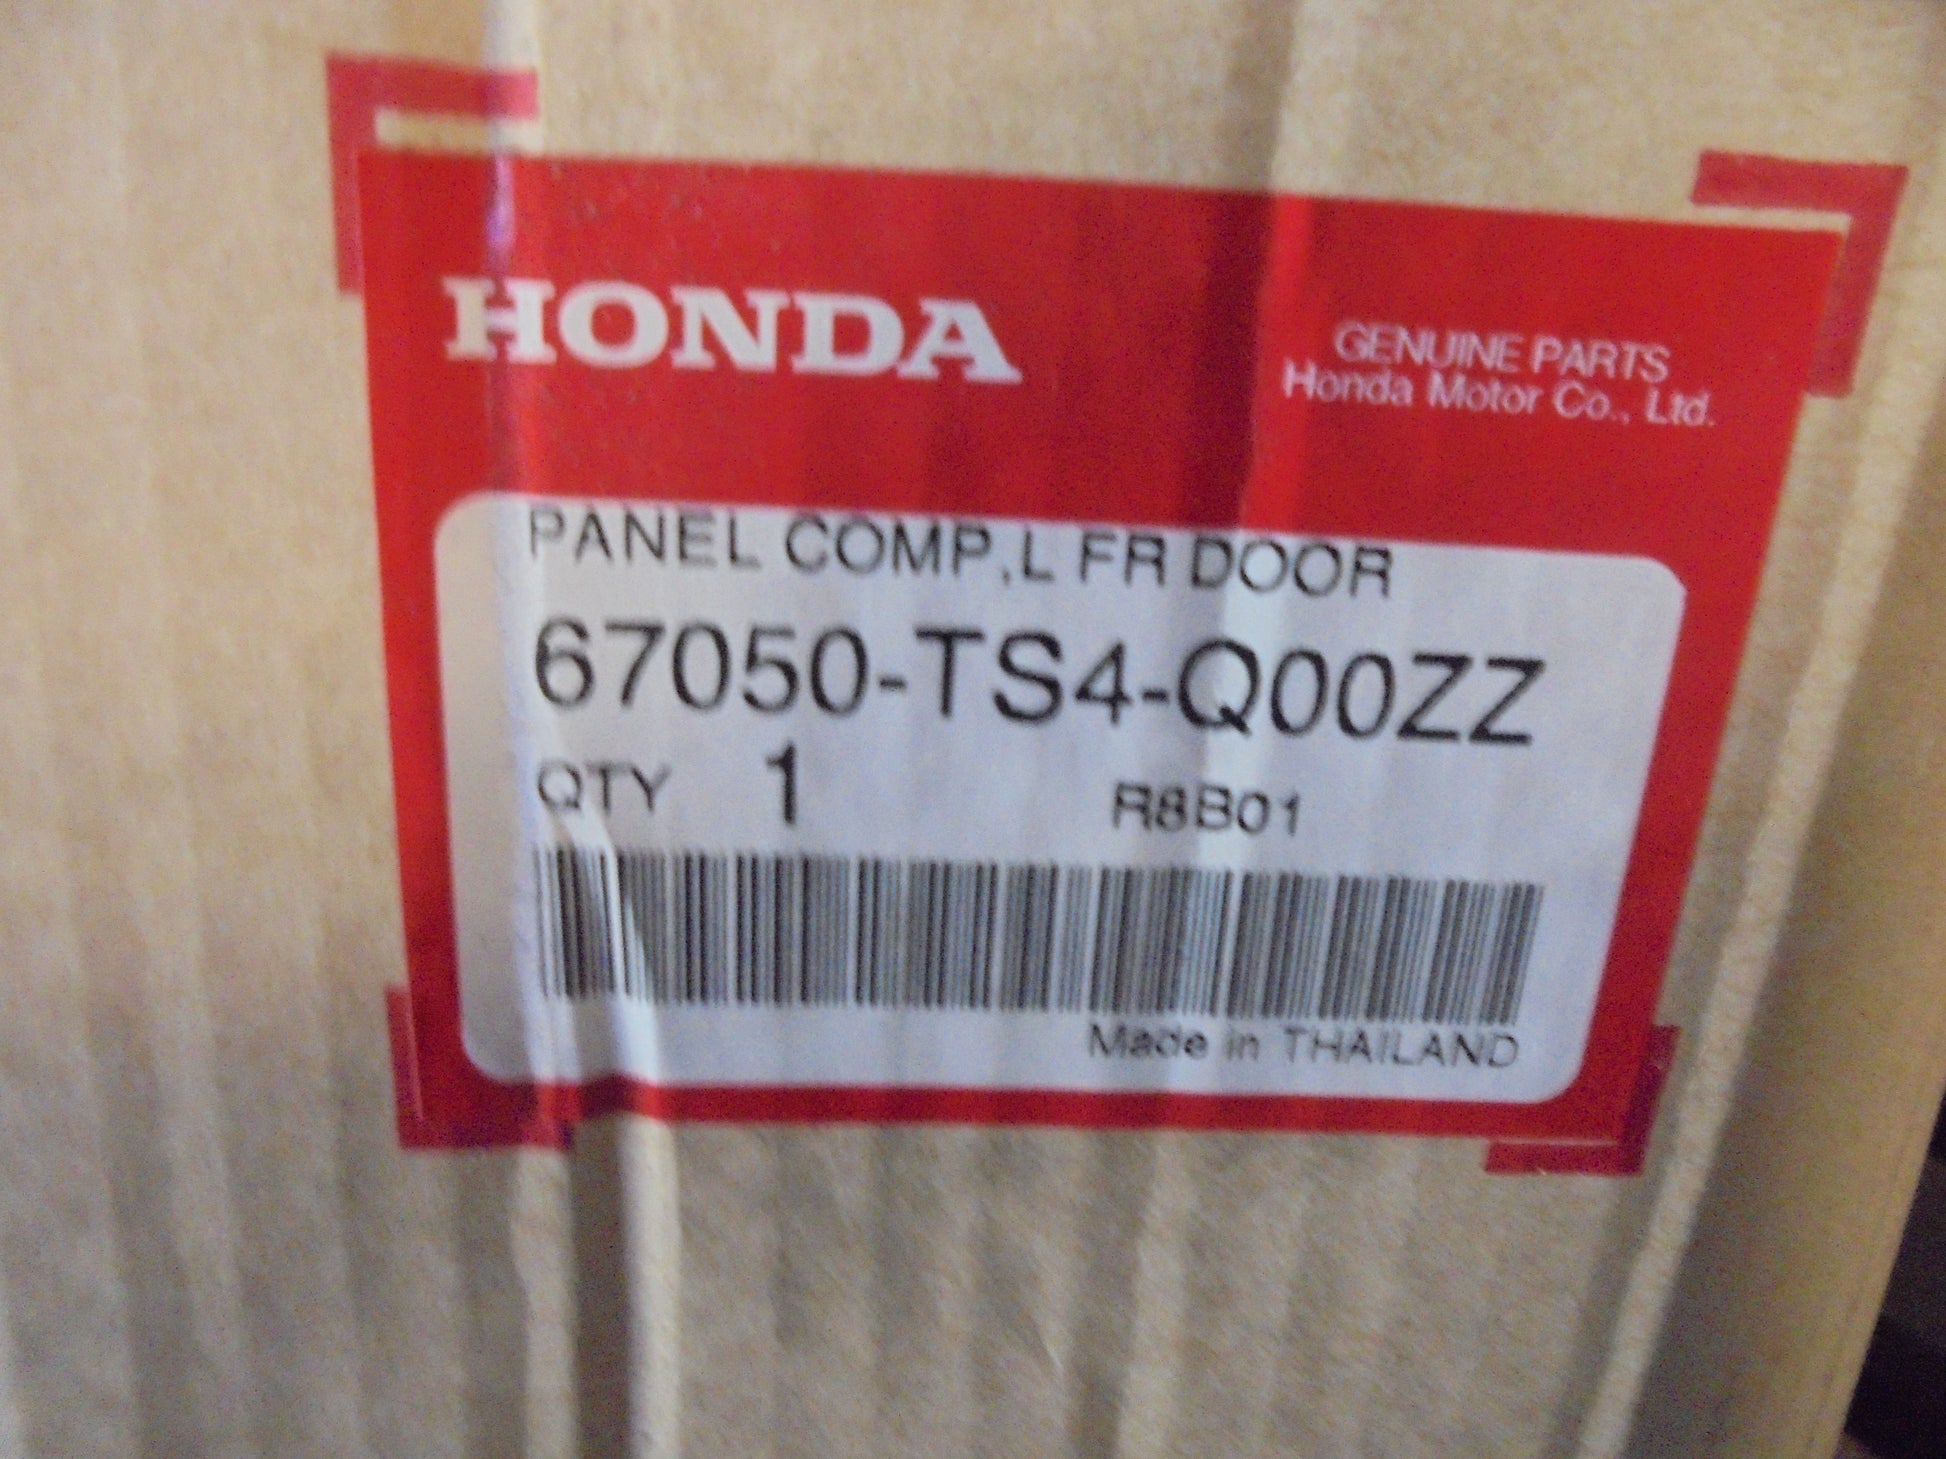 HONDA
GENUINE PARTS
Honda Motor Co., Ltd.
PANEL COMP,L FR DOOR
67050-TS4-Q00ZZ
QTY 1 R8B01
Made in THAILAND